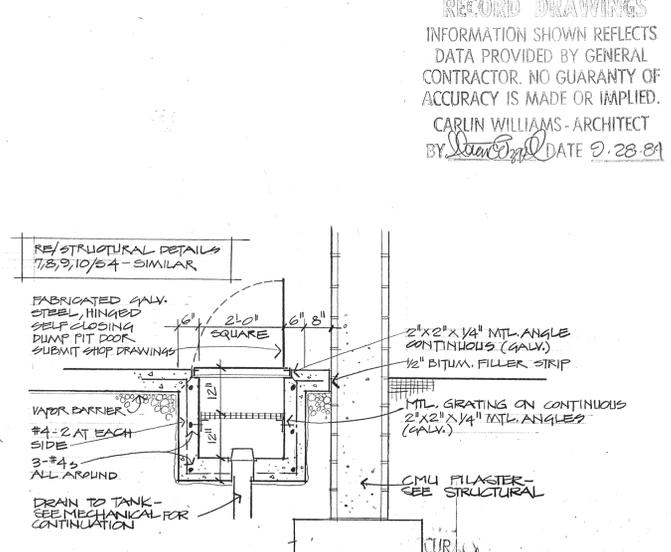 RECORD DRAWINGS
INFORMATION SHOWN REFLECTS
DATA PROVIDED BY GENERAL
CONTRACTOR. NO GUARANTY OF
ACCURACY IS MADE OR IMPLIED.
CARLIN WILLIAMS-ARCHITECT
BY DATE 9.28.84
RE/STRUCTURAL DETAILS
7,8,9,10/S4-SIMILAR
FABRICATED GALV.
STEEL, HINGED
SELF CLOSING
DUMP PIT DOOR
SUBMIT SHOP DRAWINGS
6" 2'-0" 6" 8"
SQUARE
2"X2"X1/4" MTL. ANGLE
CONTINUOUS (GALV.)
1/2" BITUM. FILLER STRIP
12"
12"
VAPOR BARRIER
#4-2 AT EACH
SIDE
3-#4s
ALL AROUND
MTL. GRATING ON CONTINUOUS
2"X2"X1/4" MTL. ANGLES
(GALV.)
DRAIN TO TANK-
SEE MECHANICAL FOR
CONTINUATION
CMU PILASTER-
SEE STRUCTURAL